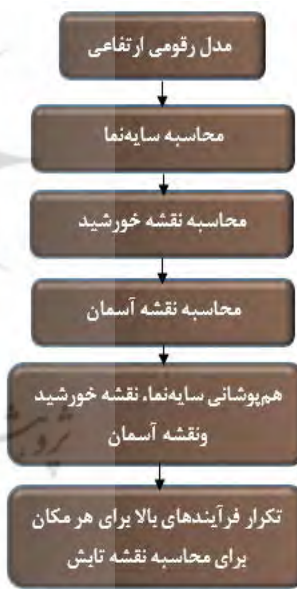 مدل رقومی ارتفاعی
محاسبه سایه‌نما
محاسبه نقشه خورشید
محاسبه نقشه آسمان
هم‌پوشانی سایه‌نما، نقشه خورشید
ونقشه آسمان
تکرار فرآیندهای بالا برای هر مکان
برای محاسبه نقشه تابش